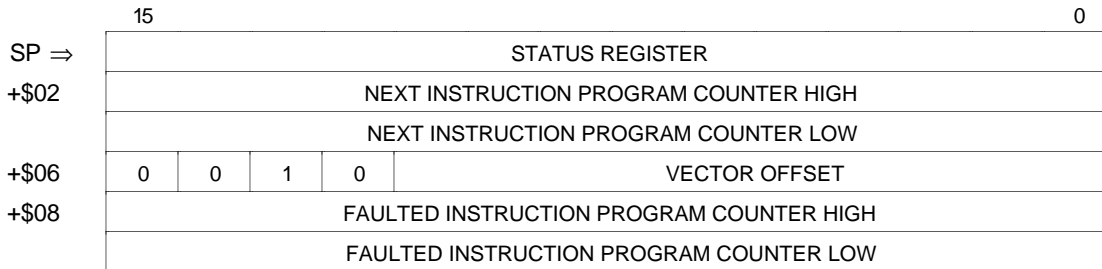 15 0
SP ⇒ STATUS REGISTER
+$02 NEXT INSTRUCTION PROGRAM COUNTER HIGH
NEXT INSTRUCTION PROGRAM COUNTER LOW
+$06 0 0 1 0 VECTOR OFFSET
+$08 FAULTED INSTRUCTION PROGRAM COUNTER HIGH
FAULTED INSTRUCTION PROGRAM COUNTER LOW